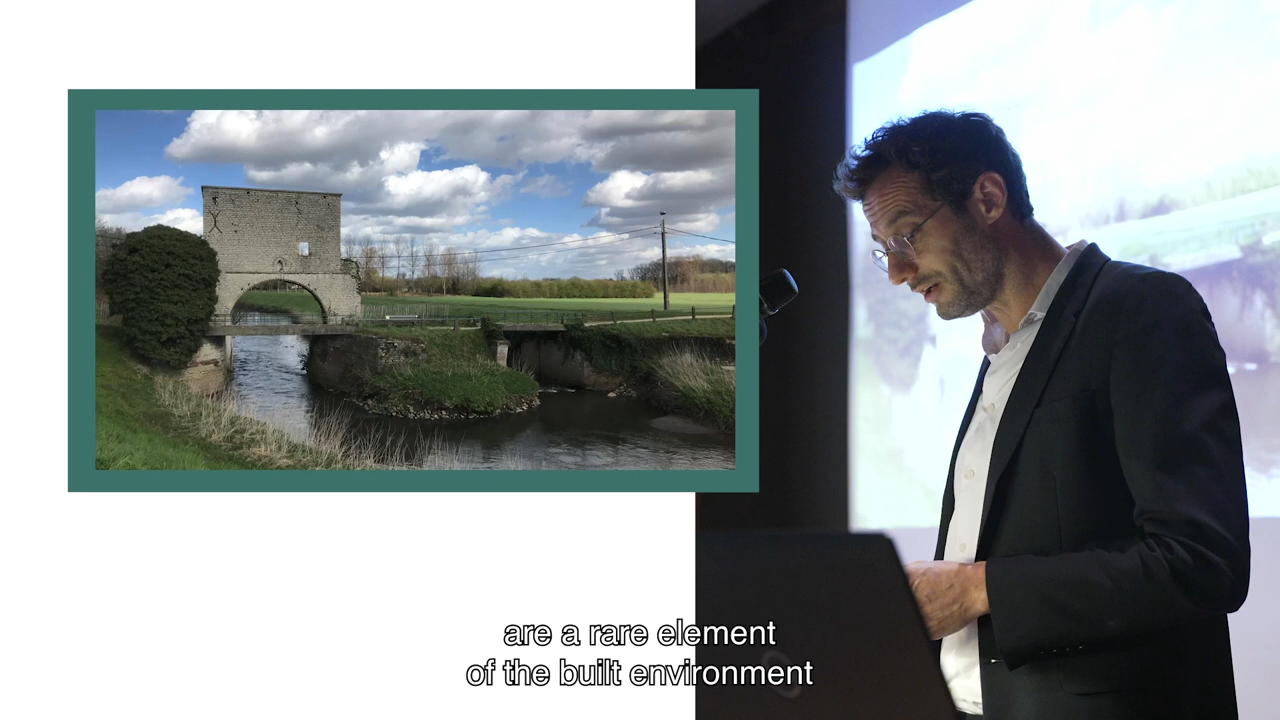 are a rare element
of the built environment